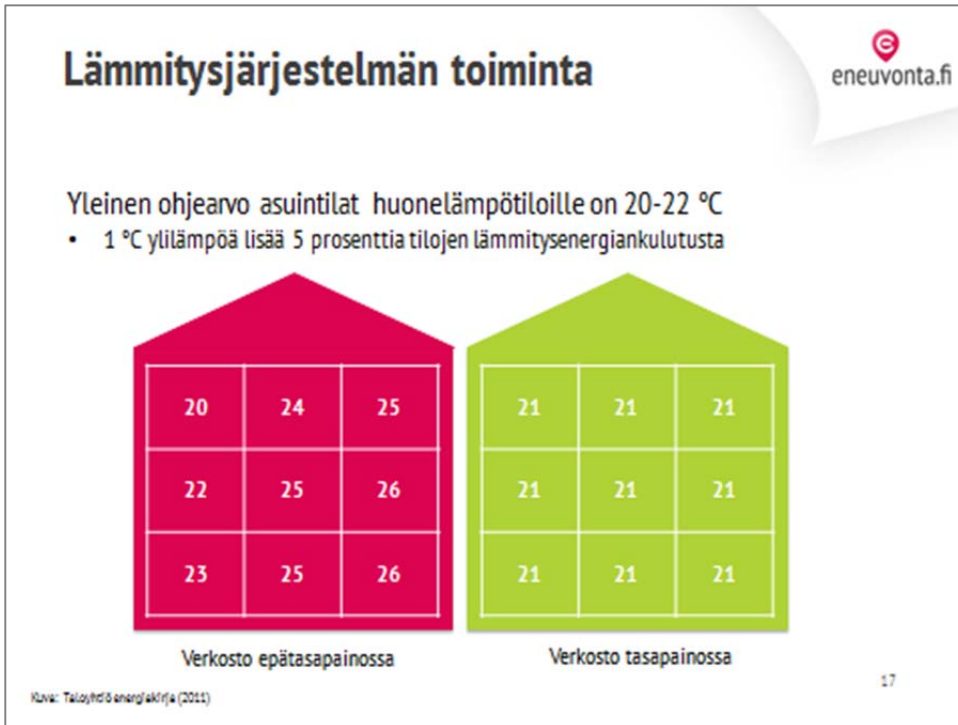 Lämmitysjärjestelmän toiminta
eneuvonta.fi
Yleinen ohjearvo asuintilat huonelämpötiloille on 20-22 °C
• 1 °C ylilämpöä lisää 5 prosenttia tilojen lämmitysenergiankulutusta
20 24 25
22 25 26
23 25 26
21 21 21
21 21 21
21 21 21
Verkosto epätasapainossa
Verkosto tasapainossa
Kuva: Taloyhtiö energiakirja (2011)
17